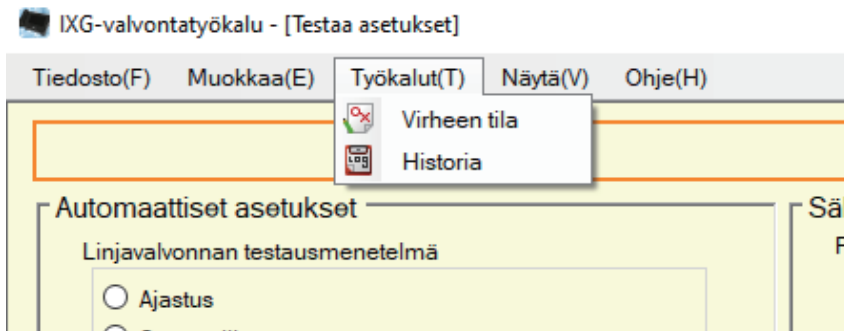 IXG-valvontatyökalu - [Testaa asetukset]
Tiedosto(F) Muokkaa(E) Työkalut(T) Näytä(V) Ohje(H)
Virheen tila
Historia
Automaattiset asetukset
Linjavalvonnan testausmenetelmä
Ajastus